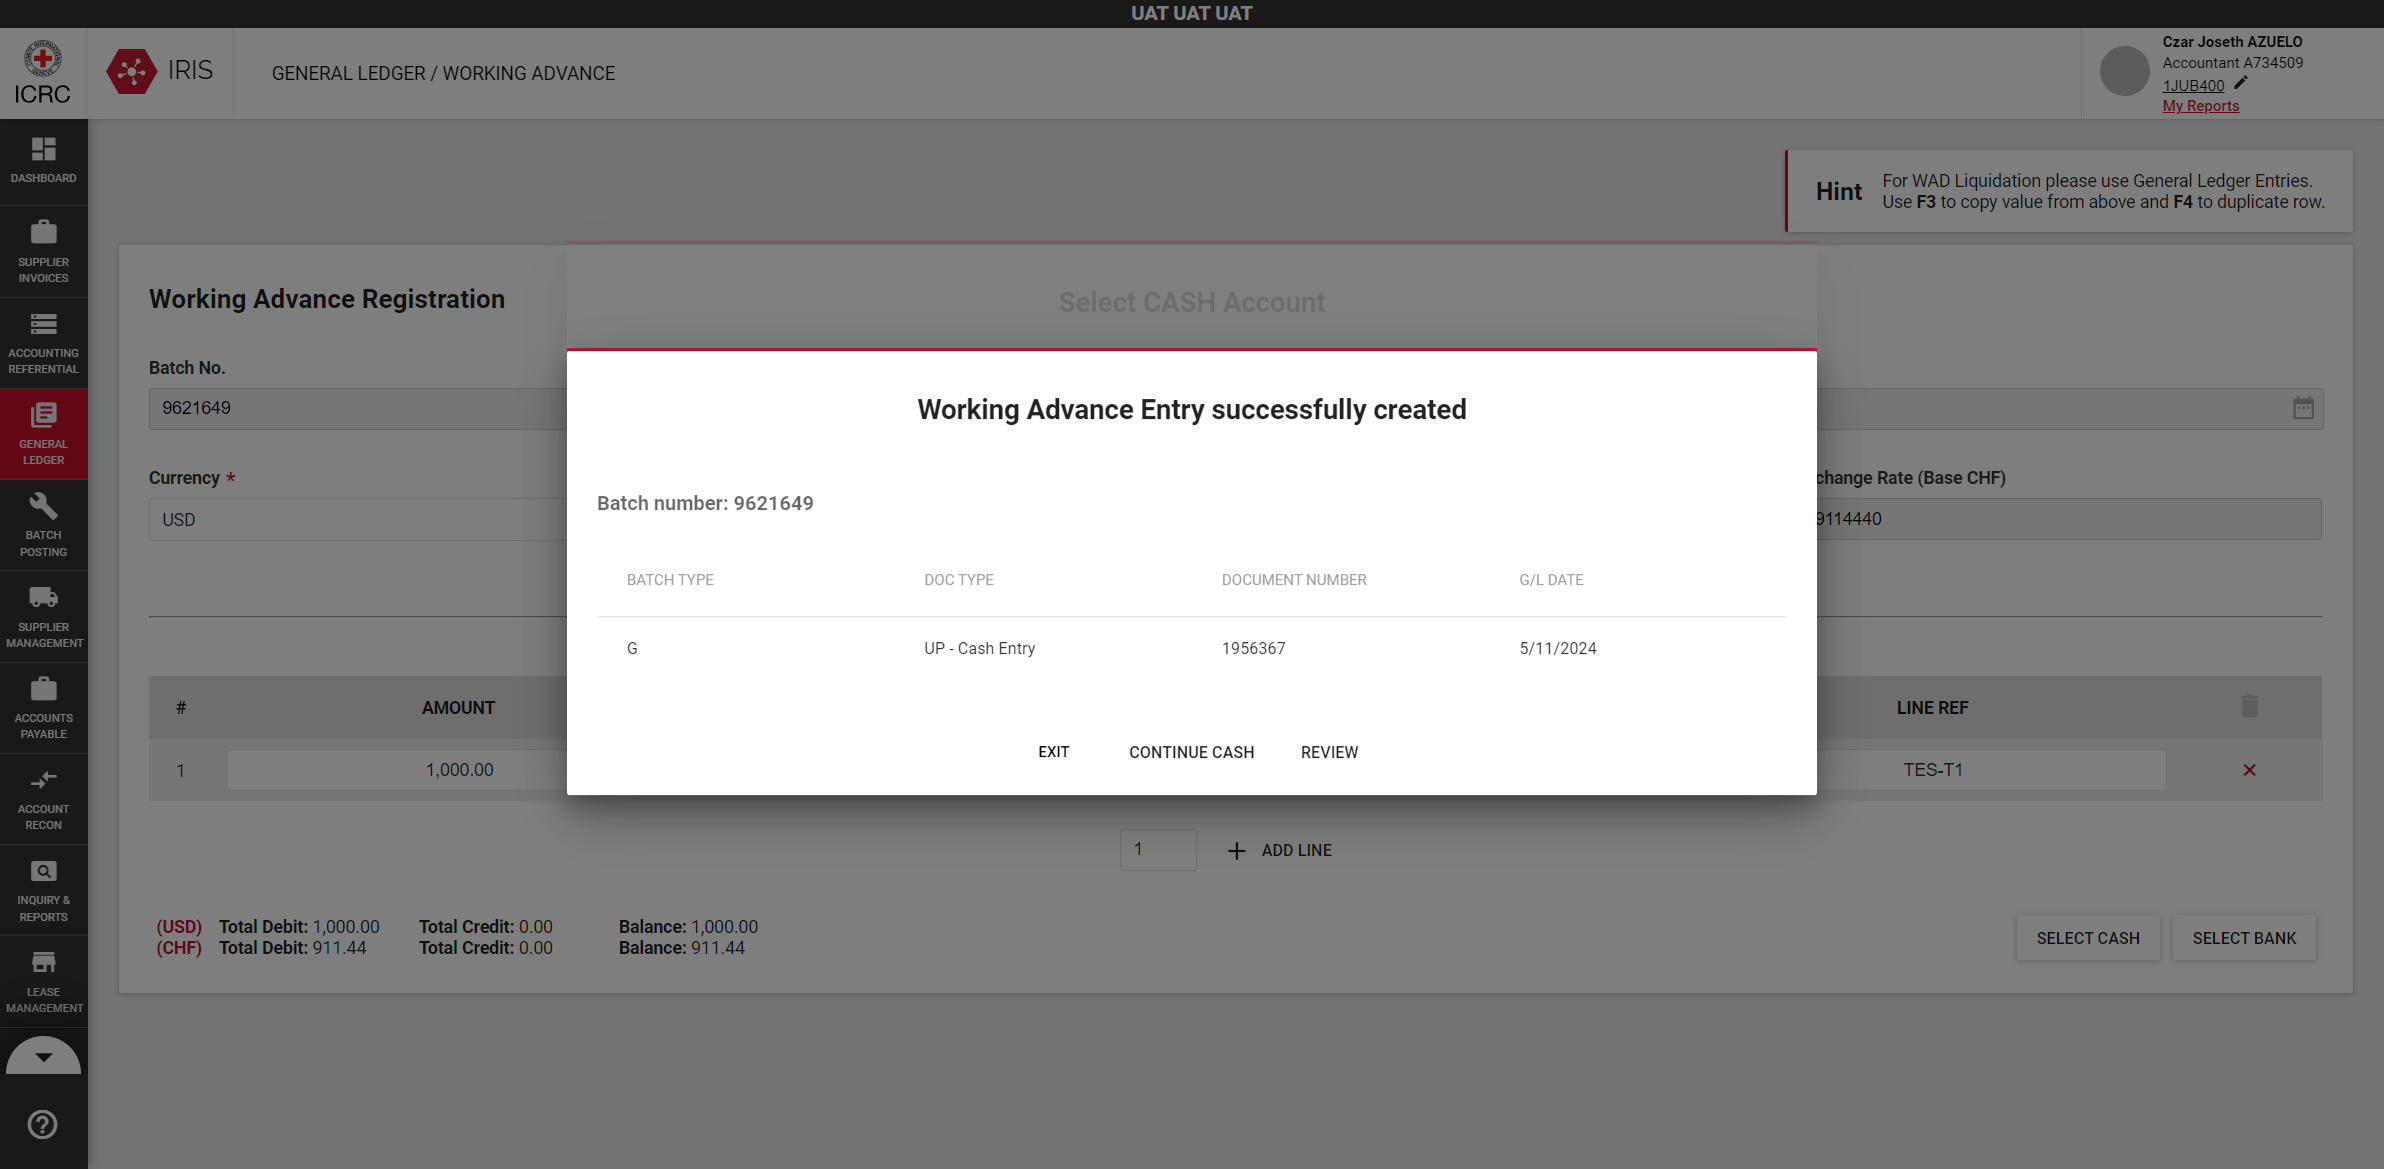 UAT UAT UAT
ICRC
IRIS
GENERAL LEDGER / WORKING ADVANCE
Czar Joseth AZUELO
Accountant A734509
1JUB400
My Reports
DASHBOARD
SUPPLIER
INVOICES
ACCOUNTING
REFERENTIAL
GENERAL
LEDGER
BATCH
POSTING
SUPPLIER
MANAGEMENT
ACCOUNTS
PAYABLE
ACCOUNT
RECON
INQUIRY &
REPORTS
LEASE
MANAGEMENT
Hint
For WAD Liquidation please use General Ledger Entries.
Use F3 to copy value from above and F4 to duplicate row.
Working Advance Registration
Select CASH Account
Batch No.
9621649
Currency *
USD
change Rate (Base CHF)
9114440
Working Advance Entry successfully created
Batch number: 9621649
BATCH TYPE DOC TYPE DOCUMENT NUMBER G/L DATE
G UP - Cash Entry 1956367 5/11/2024
EXIT CONTINUE CASH REVIEW
# AMOUNT LINE REF
1 1,000.00 TES-T1
1 ADD LINE
(USD) Total Debit: 1,000.00 Total Credit: 0.00 Balance: 1,000.00
(CHF) Total Debit: 911.44 Total Credit: 0.00 Balance: 911.44
SELECT CASH SELECT BANK